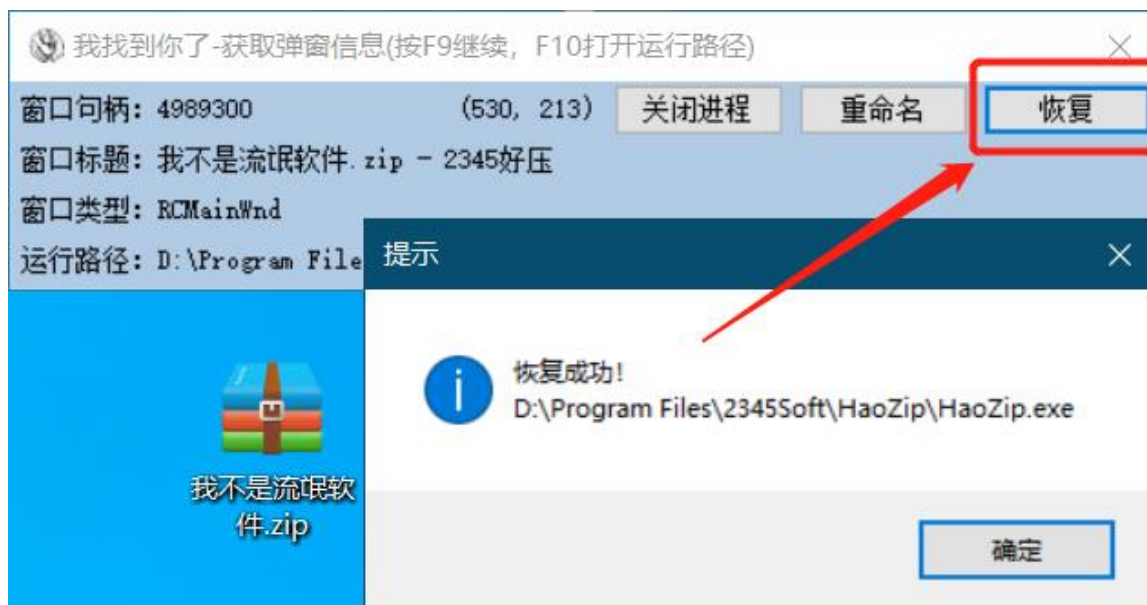 我找到你了-获取弹窗信息(按F9继续，F10打开运行路径)
窗口句柄：4989300 （530，213） 关闭进程 重命名 恢复
窗口标题：我不是流氓软件.zip - 2345好压
窗口类型：RCMainWnd
运行路径：D:\Program File
提示
恢复成功！
D:\Program Files\2345Soft\HaoZip\HaoZip.exe
我不是流氓软
件.zip
确定